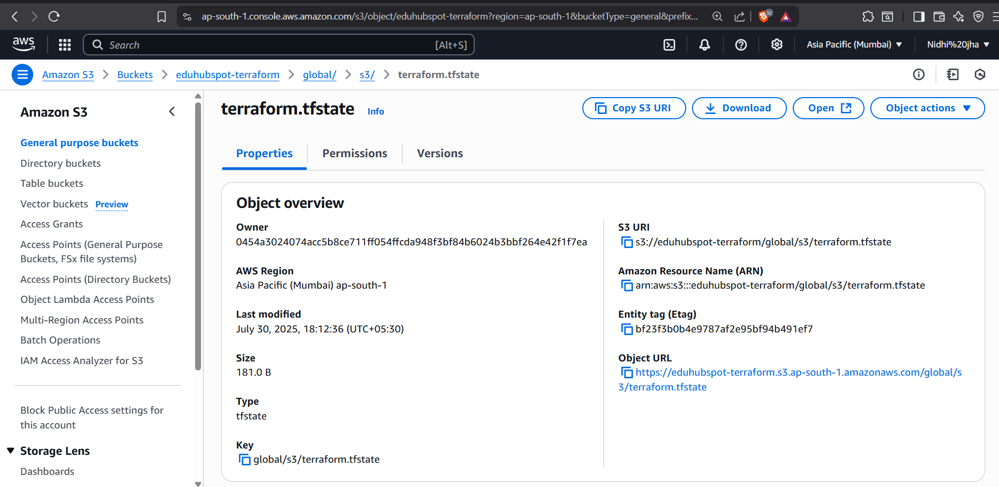 ap-south-1.console.aws.amazon.com/s3/object/eduhubspot-terraform?region=ap-south-1&bucketType=general&prefix...
32
aws
Search
[Alt+S]
Asia Pacific (Mumbai)
Nidhi%20jha
Amazon S3
Buckets
eduhubspot-terraform
global/
s3/
terraform.tfstate
Amazon S3
General purpose buckets
Directory buckets
Table buckets
Vector buckets Preview
Access Grants
Access Points (General Purpose
Buckets, FSx file systems)
Access Points (Directory Buckets)
Object Lambda Access Points
Multi-Region Access Points
Batch Operations
IAM Access Analyzer for S3
Block Public Access settings for
this account
Storage Lens
Dashboards
terraform.tfstate Info
Copy S3 URI
Download
Open
Object actions
Properties
Permissions
Versions
Object overview
Owner
0454a3024074acc5b8ce711ff054ffcda948f3bf84b6024b3bbf264e42f1f7ea
AWS Region
Asia Pacific (Mumbai) ap-south-1
Last modified
July 30, 2025, 18:12:36 (UTC+05:30)
Size
181.0 B
Type
tfstate
Key
global/s3/terraform.tfstate
S3 URI
s3://eduhubspot-terraform/global/s3/terraform.tfstate
Amazon Resource Name (ARN)
arn:aws:s3:::eduhubspot-terraform/global/s3/terraform.tfstate
Entity tag (Etag)
bf23f3b0b4e9787af2e95bf94b491ef7
Object URL
https://eduhubspot-terraform.s3.ap-south-1.amazonaws.com/global/s
3/terraform.tfstate